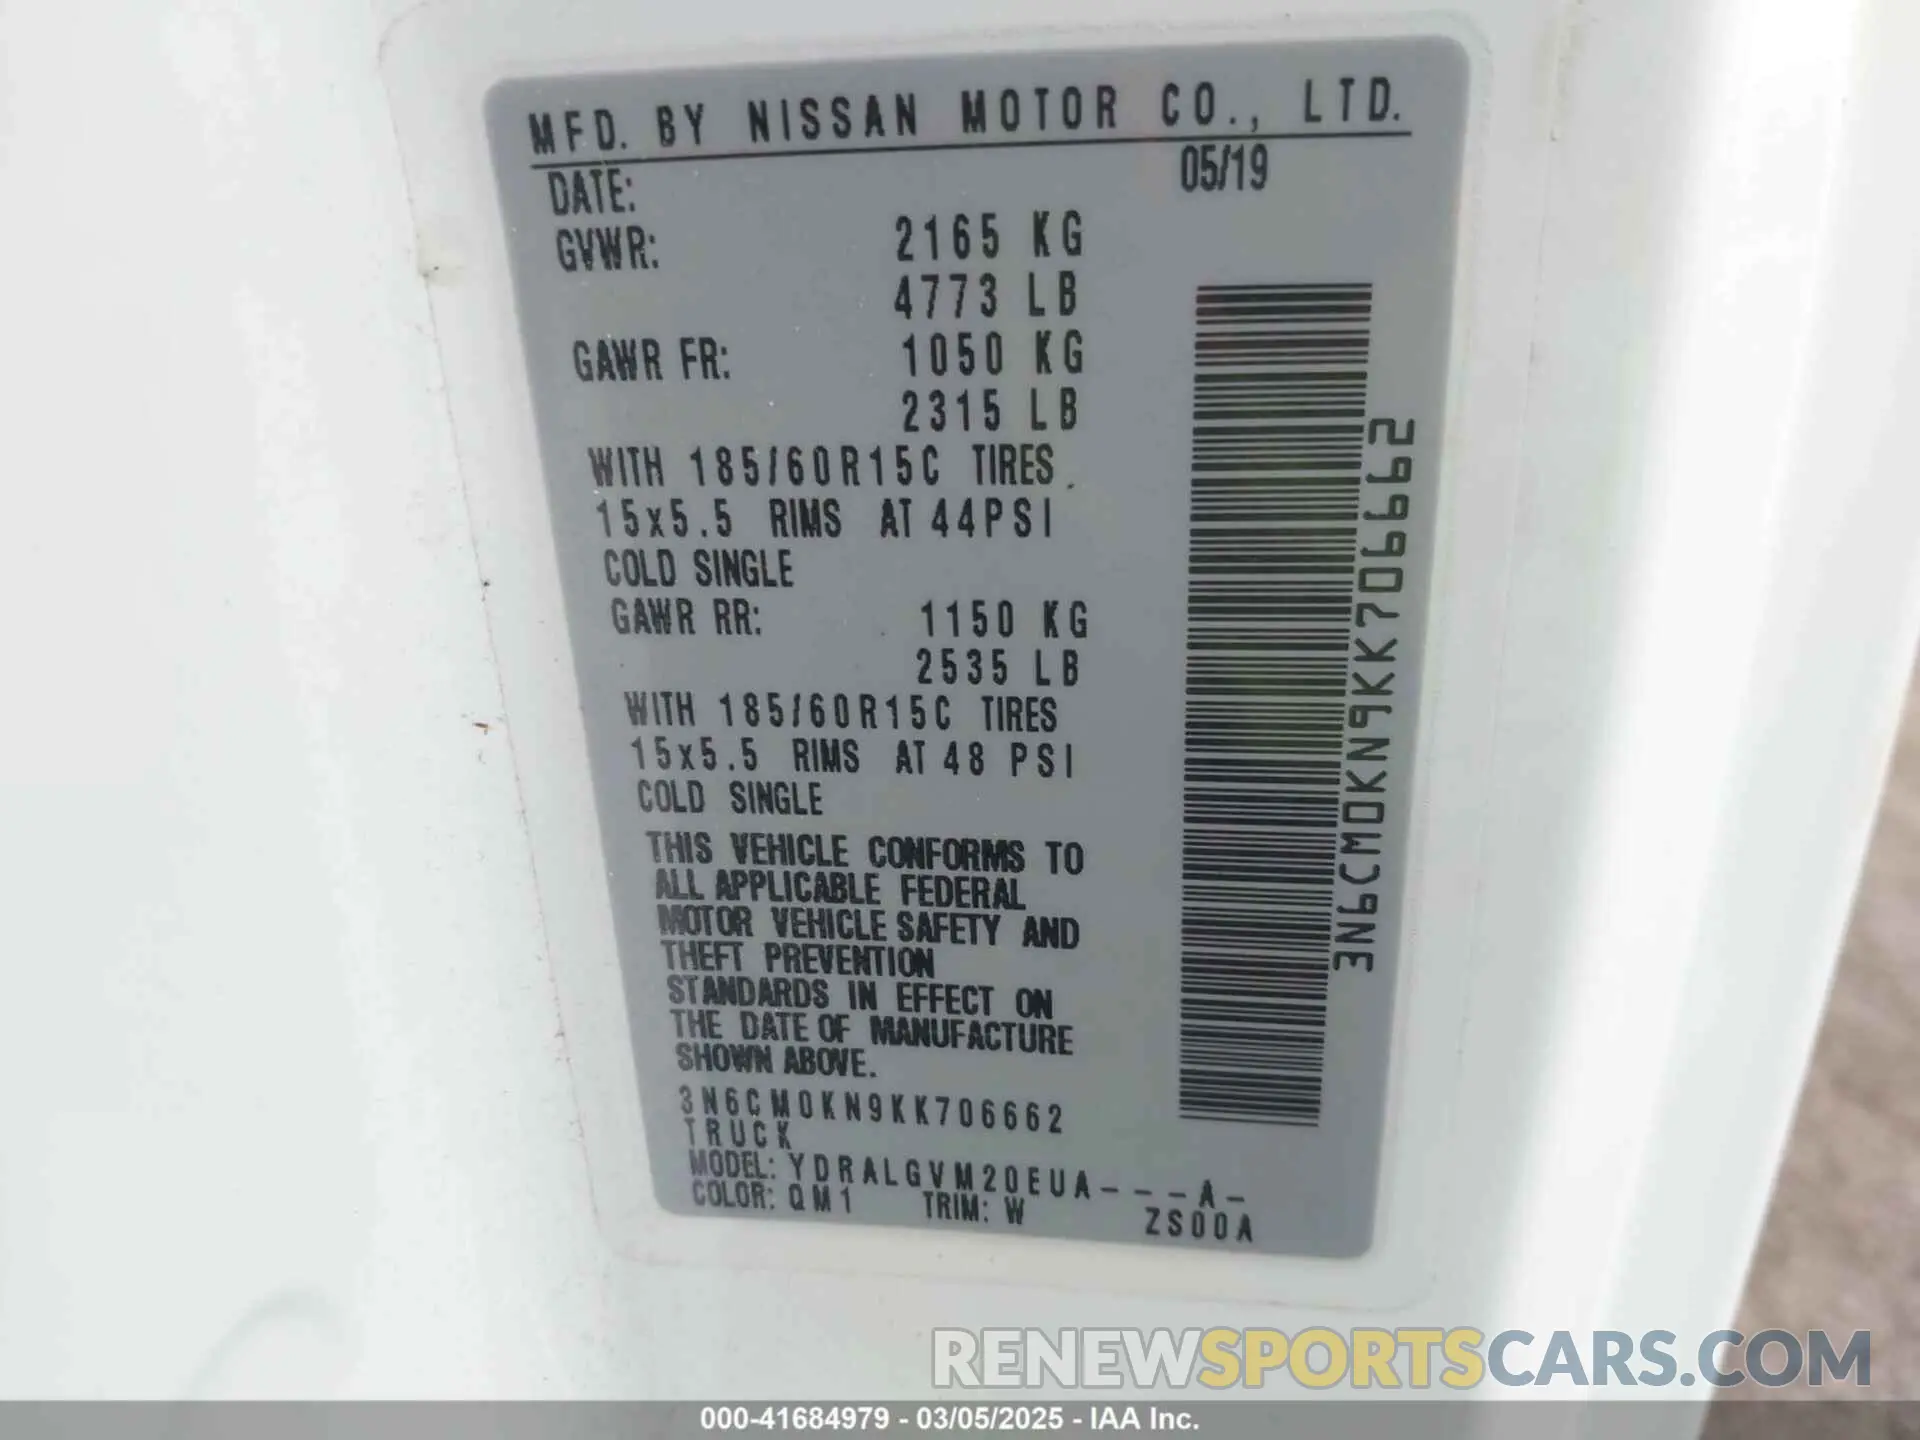 MFD. BY NISSAN MOTOR CO., LTD.
DATE: 05/19
GVWR: 2165 KG
4773 LB
GAWR FR: 1050 KG
2315 LB
WITH 185/60R15C TIRES
15x5.5 RIMS AT 44PSI
COLD SINGLE
GAWR RR: 1150 KG
2535 LB
WITH 185/60R15C TIRES
15x5.5 RIMS AT 48 PSI
COLD SINGLE
THIS VEHICLE CONFORMS TO
ALL APPLICABLE FEDERAL
MOTOR VEHICLE SAFETY AND
THEFT PREVENTION
STANDARDS IN EFFECT ON
THE DATE OF MANUFACTURE
SHOWN ABOVE.
3N6CM0KN9KK706662
TRUCK
MODEL: YDRALGVM20EUA---A-
COLOR: QM1 TRIM: W ZS00A
3N6CM0KN9KK706662
RENEWSPORTSCARS.COM
000-41684979 - 03/05/2025 - IAA Inc.